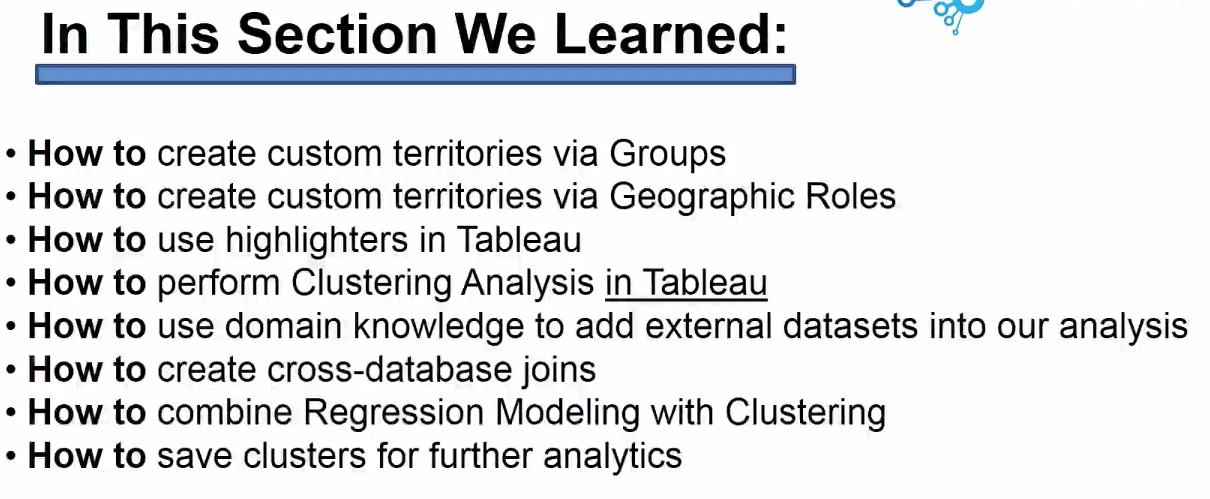 In This Section We Learned:
• How to create custom territories via Groups
• How to create custom territories via Geographic Roles
• How to use highlighters in Tableau
• How to perform Clustering Analysis in Tableau
• How to use domain knowledge to add external datasets into our analysis
• How to create cross-database joins
• How to combine Regression Modeling with Clustering
• How to save clusters for further analytics